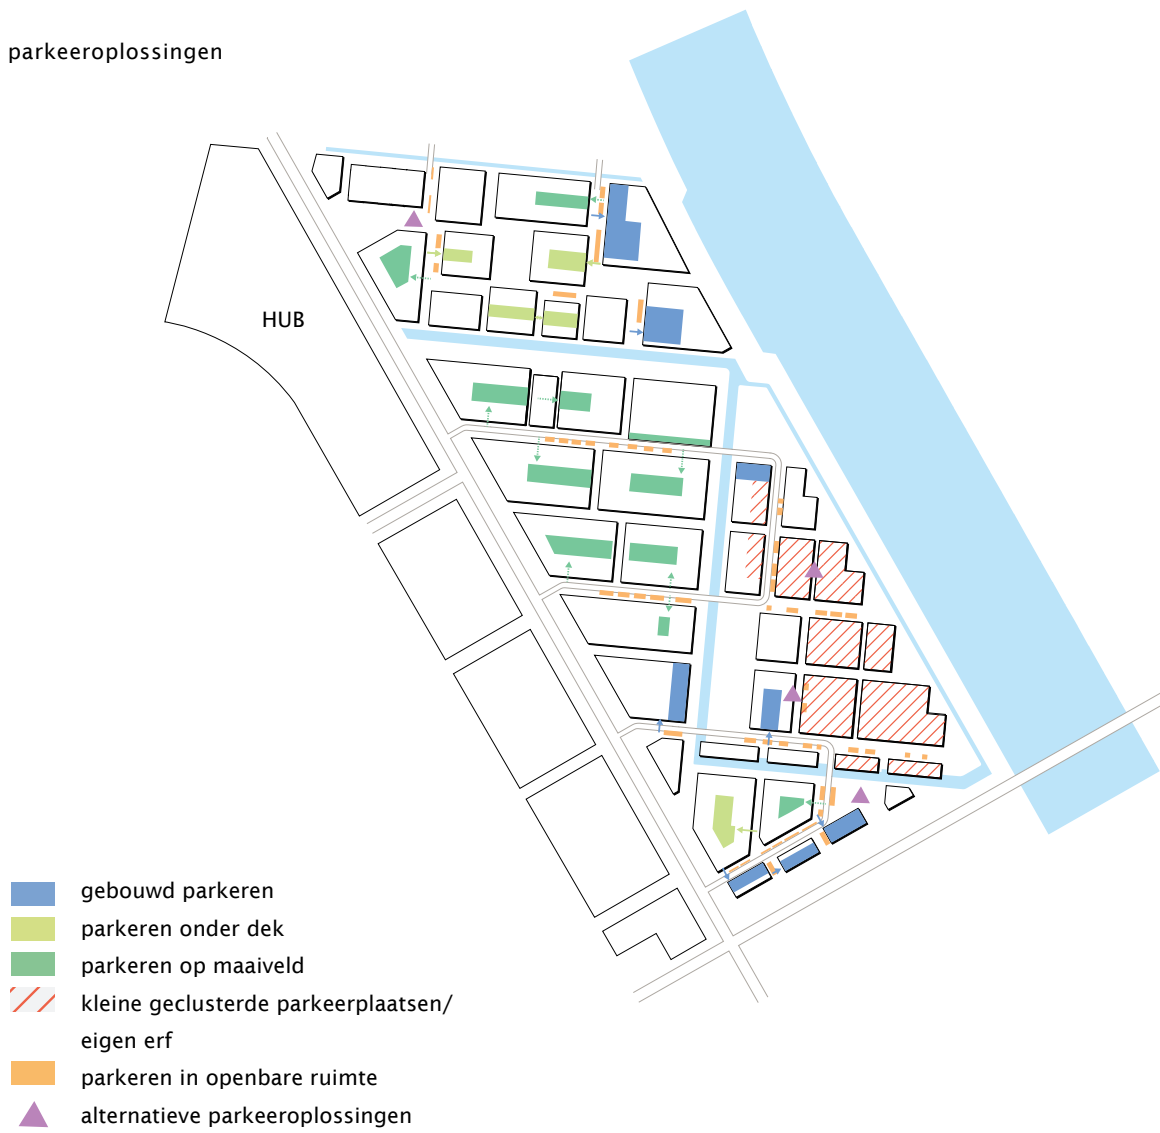 parkeeroplossingen
HUB
gebouwd parkeren
parkeren onder dek
parkeren op maaiveld
kleine geclusterde parkeerplaatsen/
eigen erf
parkeren in openbare ruimte
alternatieve parkeeroplossingen